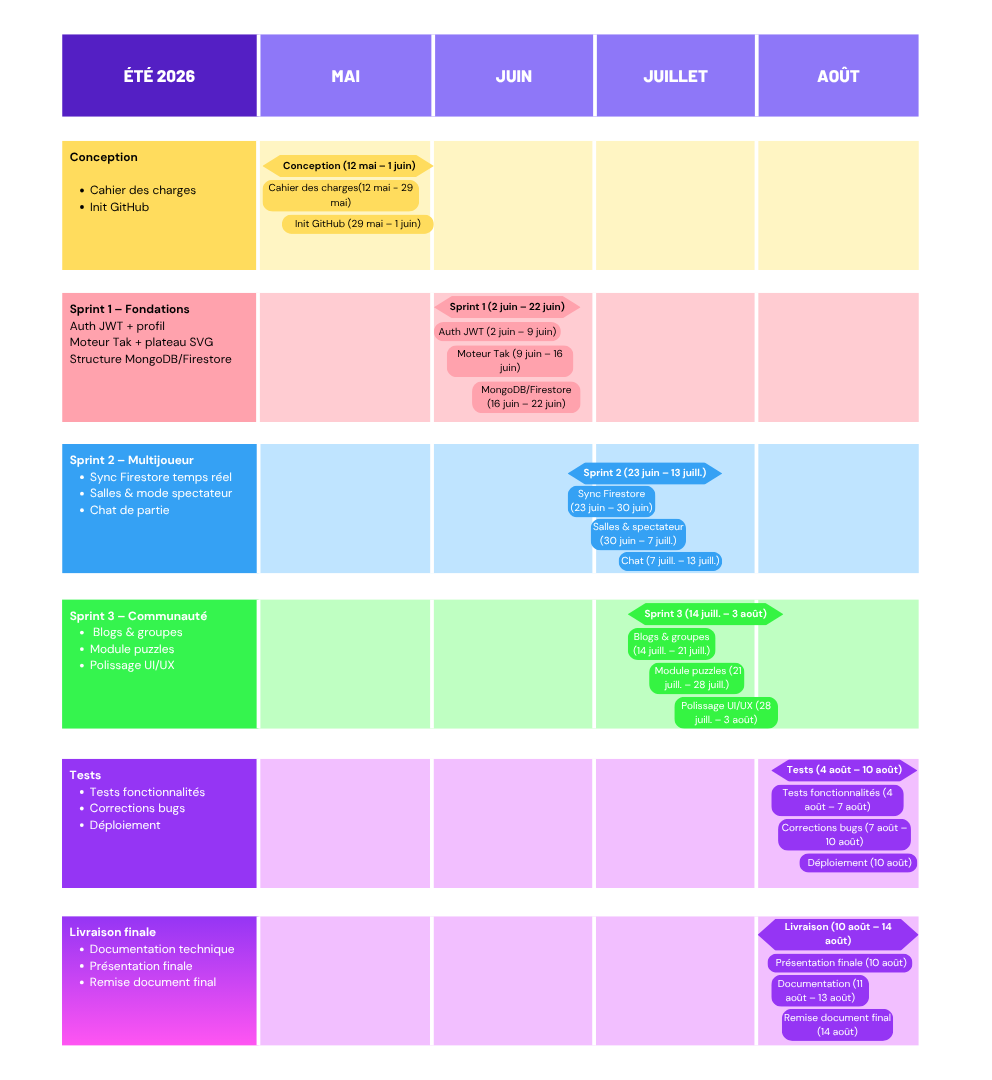 ÉTÉ 2026
MAI
JUIN
JUILLET
AOÛT
Conception
• Cahier des charges
• Init GitHub
Conception (12 mai – 1 juin)
Cahier des charges(12 mai - 29
mai)
Init GitHub (29 mai – 1 juin)
Sprint 1 – Fondations
Auth JWT + profil
Moteur Tak + plateau SVG
Structure MongoDB/Firestore
Sprint 1 (2 juin – 22 juin)
Auth JWT (2 juin – 9 juin)
Moteur Tak (9 juin – 16
juin)
MongoDB/Firestore
(16 juin – 22 juin)
Sprint 2 – Multijoueur
• Sync Firestore temps réel
• Salles & mode spectateur
• Chat de partie
Sprint 2 (23 juin – 13 juill.)
Sync Firestore
(23 juin – 30 juin)
Salles & spectateur
(30 juin – 7 juill.)
Chat (7 juill. – 13 juill.)
Sprint 3 – Communauté
• Blogs & groupes
• Module puzzles
• Polissage UI/UX
Sprint 3 (14 juill. – 3 août)
Blogs & groupes
(14 juill. – 21 juill.)
Module puzzles (21
juill. – 28 juill.)
Polissage UI/UX (28
juill. – 3 août)
Tests
• Tests fonctionnalités
• Corrections bugs
• Déploiement
Tests (4 août – 10 août)
Tests fonctionnalités (4
août – 7 août)
Corrections bugs (7 août –
10 août)
Déploiement (10 août)
Livraison finale
• Documentation technique
• Présentation finale
• Remise document final
Livraison (10 août – 14
août)
Présentation finale (10 août)
Documentation (11
août – 13 août)
Remise document final
(14 août)